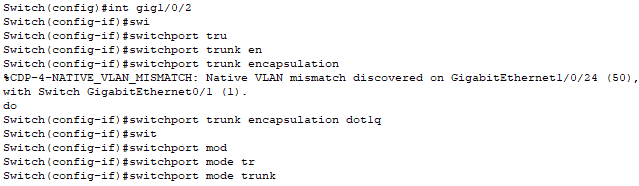 Switch(config)#int gig1/0/2
Switch(config-if)#swi
Switch(config-if)#switchport tru
Switch(config-if)#switchport trunk en
Switch(config-if)#switchport trunk encapsulation
%CDP-4-NATIVE_VLAN_MISMATCH: Native VLAN mismatch discovered on GigabitEthernet1/0/24 (50),
with Switch GigabitEthernet0/1 (1).
do
Switch(config-if)#switchport trunk encapsulation dot1q
Switch(config-if)#swit
Switch(config-if)#switchport mod
Switch(config-if)#switchport mode tr
Switch(config-if)#switchport mode trunk